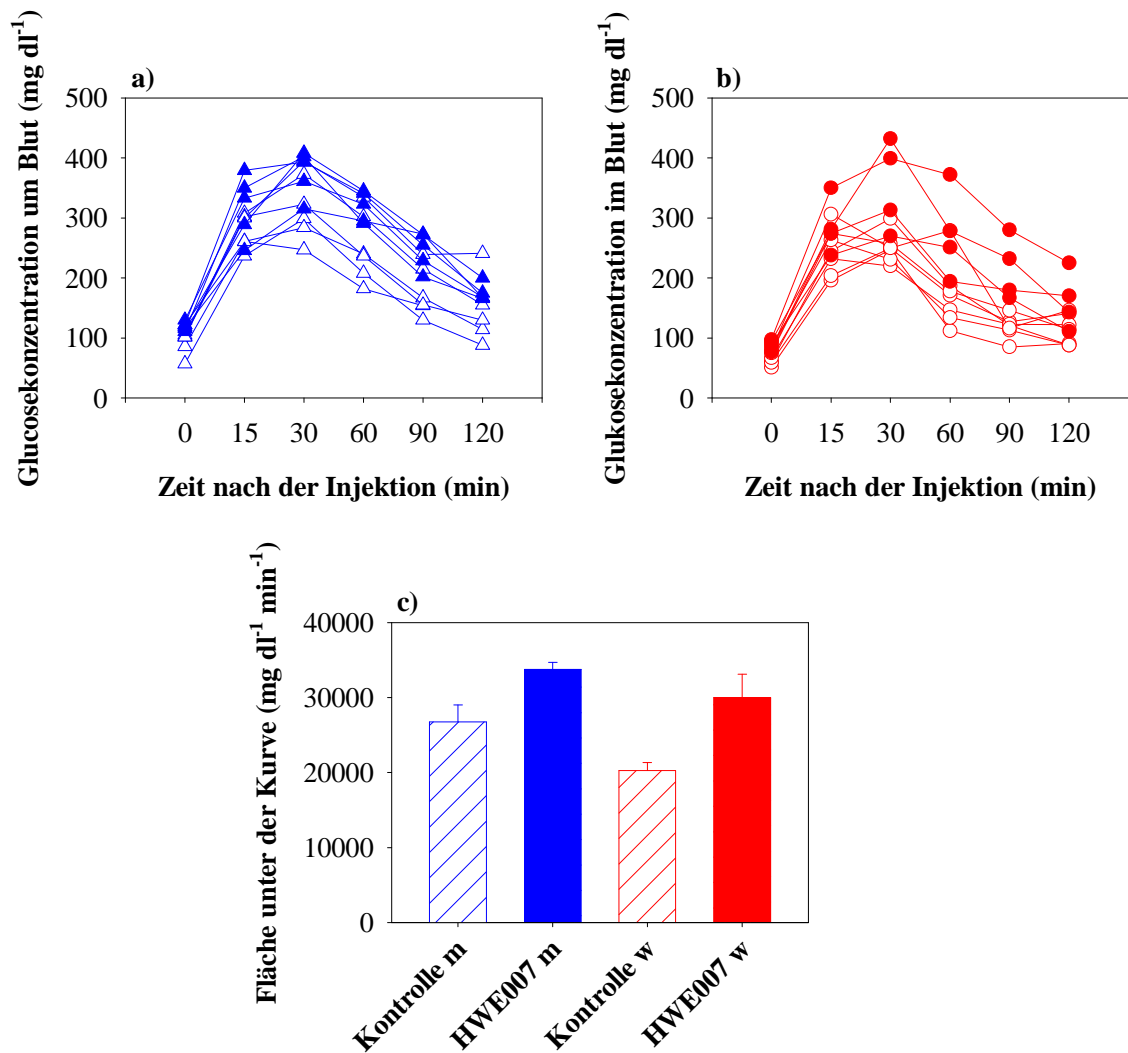 a)
Glucosekonzentration um Blut (mg dl-1)
500
400
300
200
100
0
0 15 30 60 90 120
Zeit nach der Injektion (min)
b)
Glukosekonzentration im Blut (mg dl-1)
500
400
300
200
100
0
0 15 30 60 90 120
Zeit nach der Injektion (min)
c)
Fläche unter der Kurve (mg dl-1 min-1)
40000
30000
20000
10000
0
Kontrolle m
HWE007 m
Kontrolle w
HWE007 w